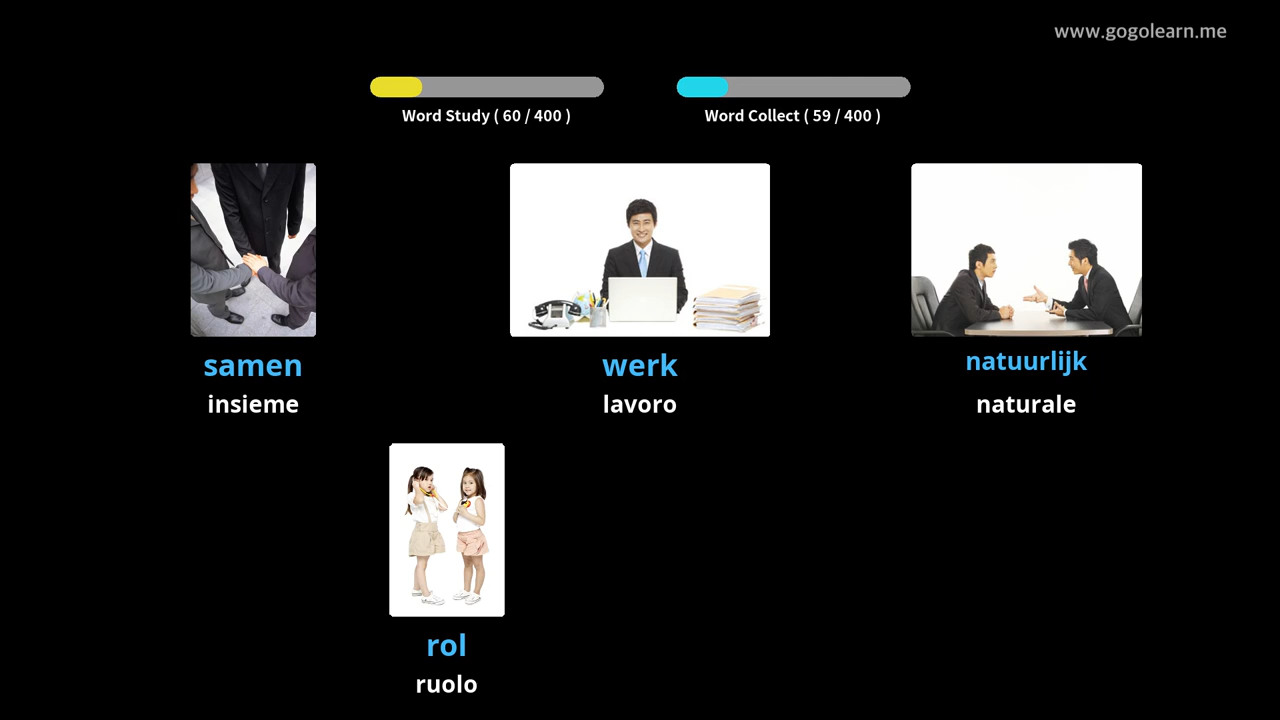 www.gogolearn.me
Word Study ( 60 / 400 )
Word Collect ( 59 / 400 )
samen
insieme
werk
lavoro
natuurlijk
naturale
rol
ruolo